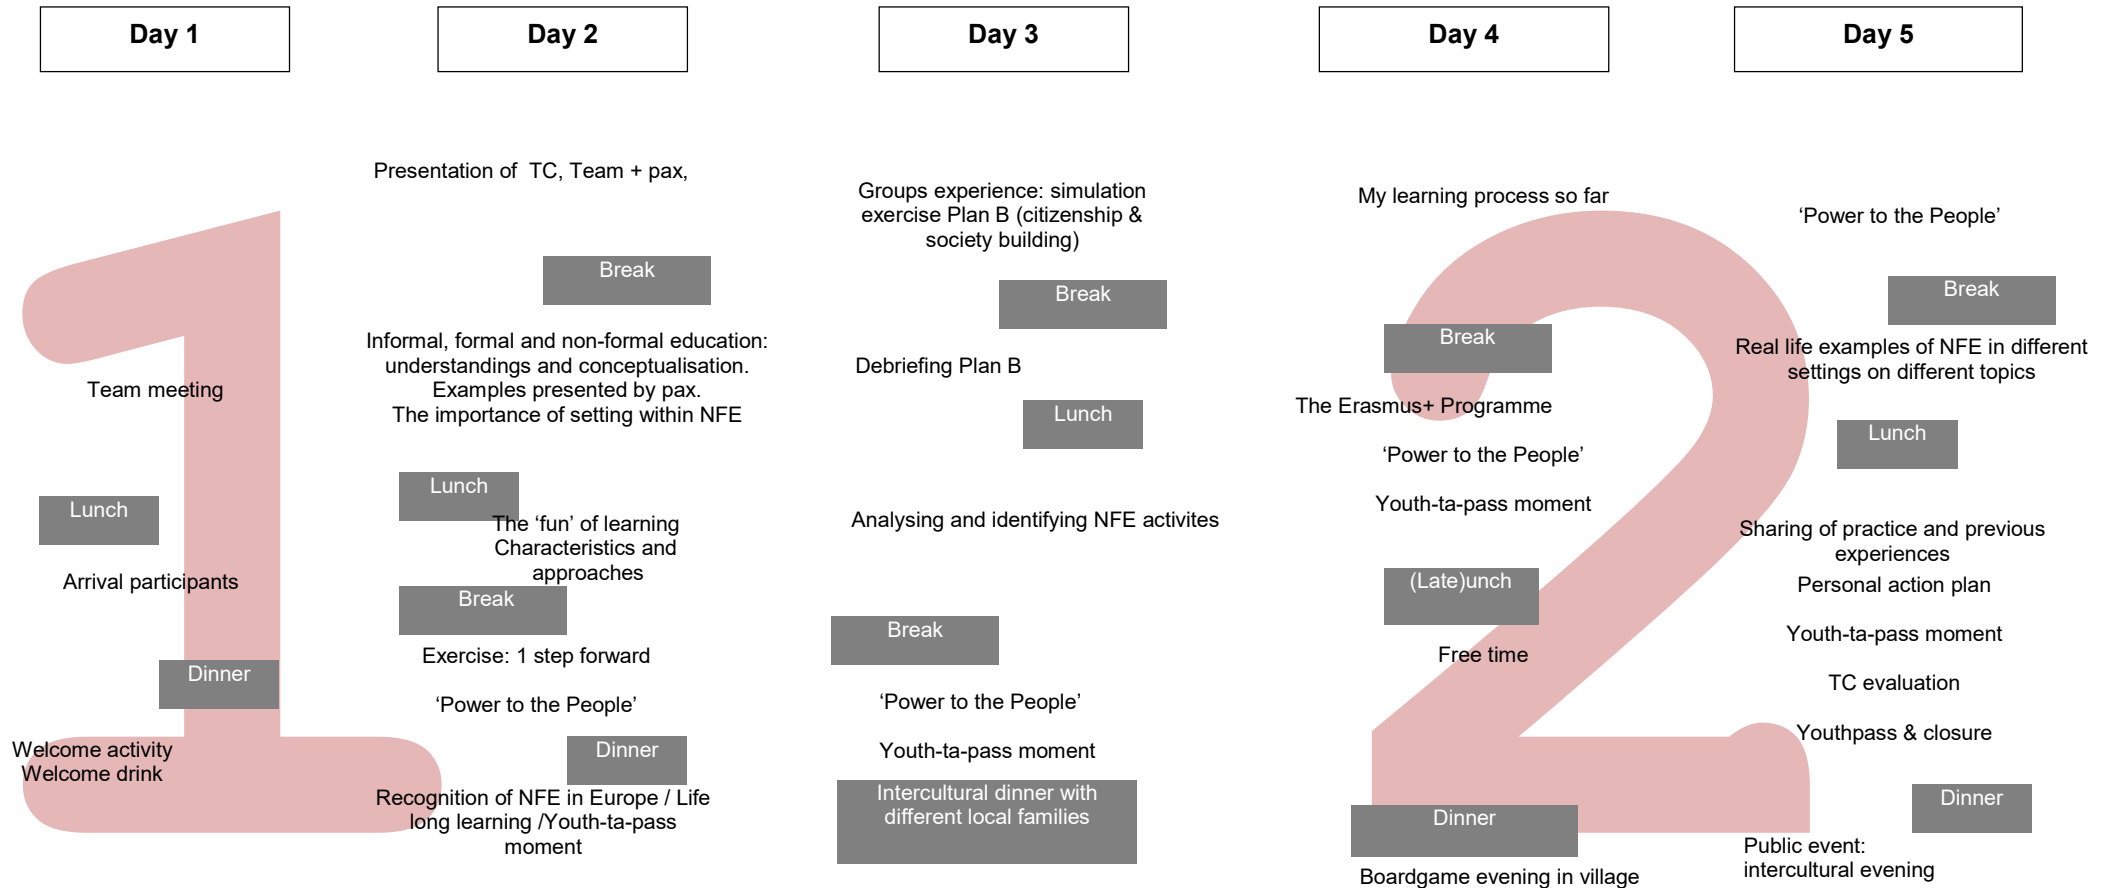 Day 1
Team meeting
Lunch
Arrival participants
Dinner
Welcome activity
Welcome drink
Day 2
Presentation of  TC, Team + pax,
Break
Informal, formal and non-formal education:
understandings and conceptualisation.
Examples presented by pax.
The importance of setting within NFE
Lunch
The ‘fun’ of learning
Characteristics and
approaches
Break
Exercise: 1 step forward
‘Power to the People’
Dinner
Recognition of NFE in Europe / Life
long learning /Youth-ta-pass
moment
Day 3
Groups experience: simulation
exercise Plan B (citizenship &
society building)
Break
Debriefing Plan B
Lunch
Analysing and identifying NFE activites
Break
‘Power to the People’
Youth-ta-pass moment
Intercultural dinner with
different local families
Day 4
My learning process so far
Break
The Erasmus+ Programme
‘Power to the People’
Youth-ta-pass moment
(Late)unch
Free time
Dinner
Boardgame evening in village
Day 5
‘Power to the People’
Break
Real life examples of NFE in different
settings on different topics
Lunch
Sharing of practice and previous
experiences
Personal action plan
Youth-ta-pass moment
TC evaluation
Youthpass & closure
Dinner
Public event:
intercultural evening
12